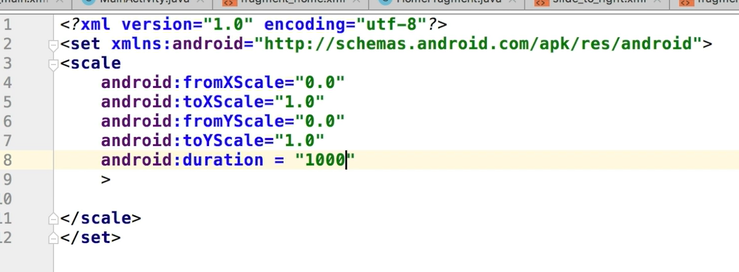 MainActivity.java fragment_home.xml HomeFragment.java slide_to_right.xml
1 <?xml version="1.0" encoding="utf-8"?>
2 <set xmlns:android="http://schemas.android.com/apk/res/android">
3 <scale
4 android:fromXScale="0.0"
5 android:toXScale="1.0"
6 android:fromYScale="0.0"
7 android:toYScale="1.0"
8 android:duration = "1000"
9 >
10
11 </scale>
12 </set>